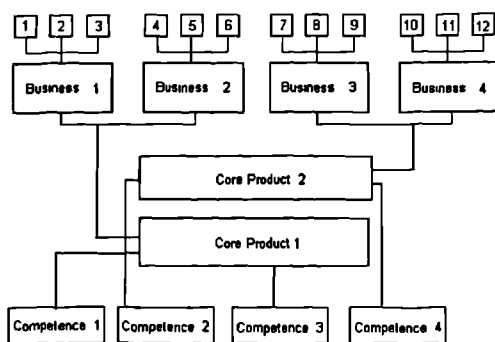 1 2 3 4 5 6 7 8 9 10 11 12
Business 1 Business 2 Business 3 Business 4
Core Product 2
Core Product 1
Competence 1 Competence 2 Competence 3 Competence 4